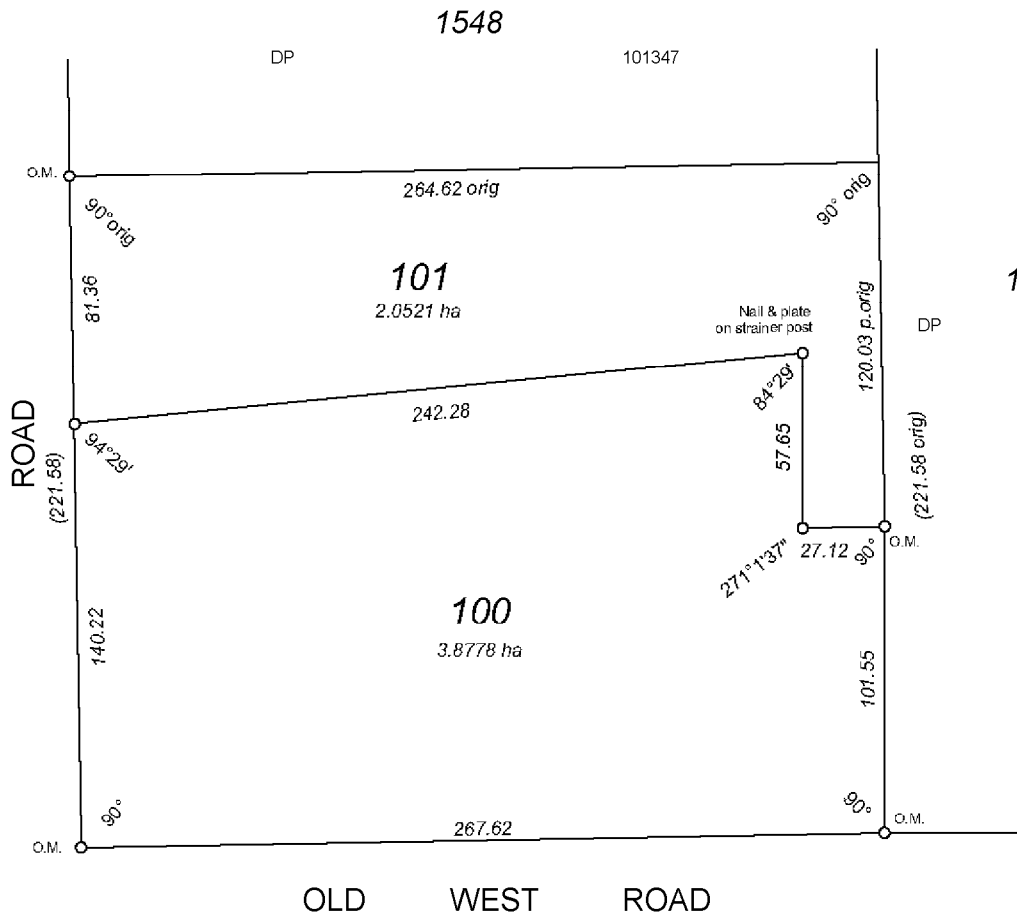 1548
DP 101347
O.M.
264.62 orig
90° orig
90° orig
101
2.0521 ha
81.36
Nail & plate
on strainer post
120.03 p.orig
1
DP
84°29'
242.28
94°29'
57.65
ROAD
(221.58)
(221.58 orig)
271°1'37"
27.12
90°
O.M.
100
3.8778 ha
140.22
101.55
90°
90°
O.M.
267.62
O.M.
OLD WEST ROAD